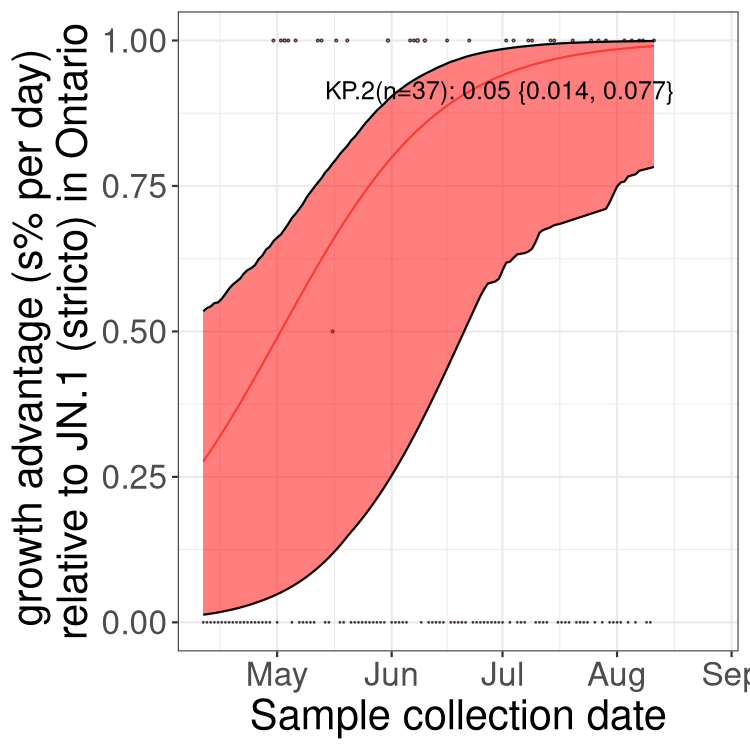 growth advantage (s% per day)
relative to JN.1 (stricto) in Ontario
1.00
0.75
0.50
0.25
0.00
KP.2(n=37): 0.05 {0.014, 0.077}
May Jun Jul Aug Sep
Sample collection date